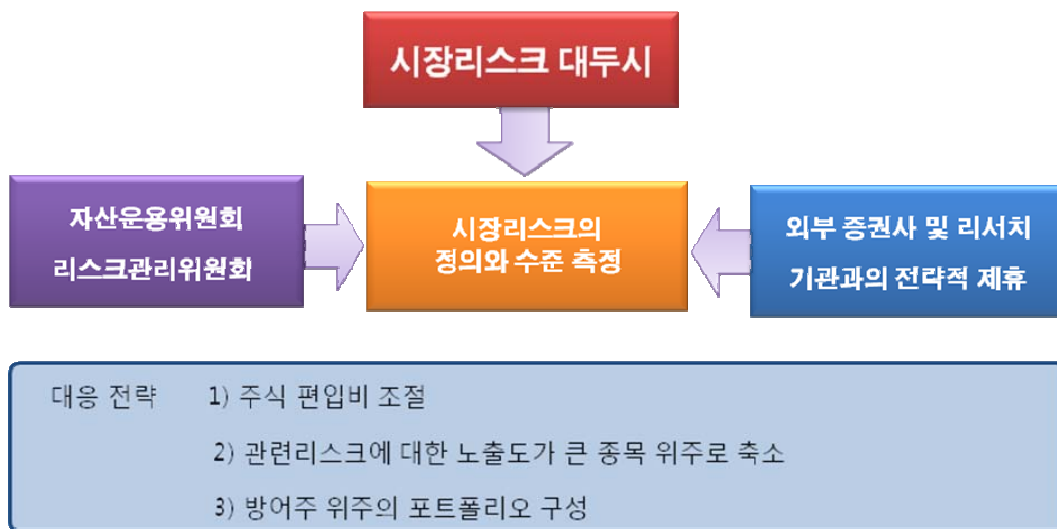 시장리스크 대두시
자산운용위원회
리스크관리위원회
시장리스크의
정의와 수준 측정
외부 증권사 및 리서치
기관과의 전략적 제휴
대응 전략 1) 주식 편입비 조절
2) 관련리스크에 대한 노출도가 큰 종목 위주로 축소
3) 방어주 위주의 포트폴리오 구성